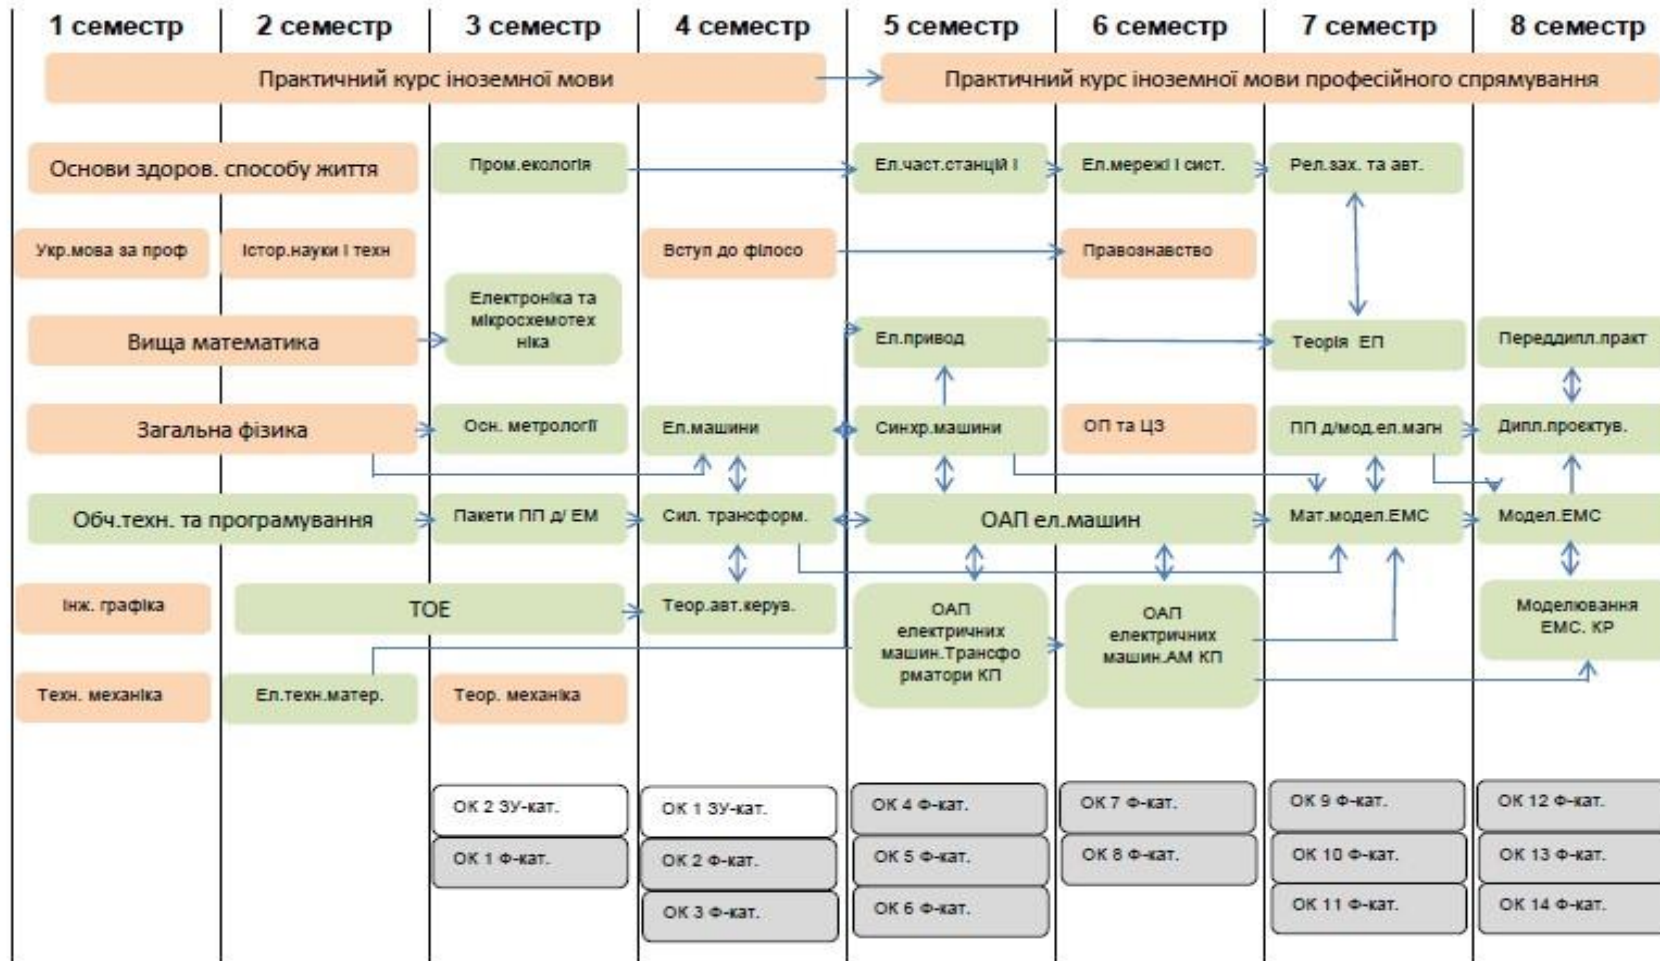 1 семестр
2 семестр
3 семестр
4 семестр
5 семестр
6 семестр
7 семестр
8 семестр
Практичний курс іноземної мови
Практичний курс іноземної мови професійного спрямування
Основи здоров. способу життя
Пром.екологія
Ел.част.станцій і
Ел.мережі і сист.
Рел.зах. та авт.
Укр.мова за проф
Істор.науки і техн
Вступ до філосо
Правознавство
Вища математика
Електроніка та
мікросхемотех
ніка
Ел.привод
Теорія ЕП
Переддипл.практ
Загальна фізика
Осн. метрології
Ел.машини
Синхр.машини
ОП та ЦЗ
ПП д/мод.ел.магн
Дипл.проєктув.
Обч.техн. та програмування
Пакети ПП д/ ЕМ
Сил. трансформ.
ОАП ел.машин
Мат.модел.ЕМС
Модел.ЕМС
Інж. графіка
ТОЕ
Теор.авт.керув.
ОАП
електричних
машин.Трансфо
рматори КП
ОАП
електричних
машин.АМ КП
Моделювання
ЕМС. КР
Техн. механіка
Ел.техн.матер.
Теор. механіка
ОК 2 ЗУ-кат.
ОК 1 ЗУ-кат.
ОК 4 Ф-кат.
ОК 7 Ф-кат.
ОК 9 Ф-кат.
ОК 12 Ф-кат.
ОК 1 Ф-кат.
ОК 2 Ф-кат.
ОК 5 Ф-кат.
ОК 8 Ф-кат.
ОК 10 Ф-кат.
ОК 13 Ф-кат.
ОК 3 Ф-кат.
ОК 6 Ф-кат.
ОК 11 Ф-кат.
ОК 14 Ф-кат.